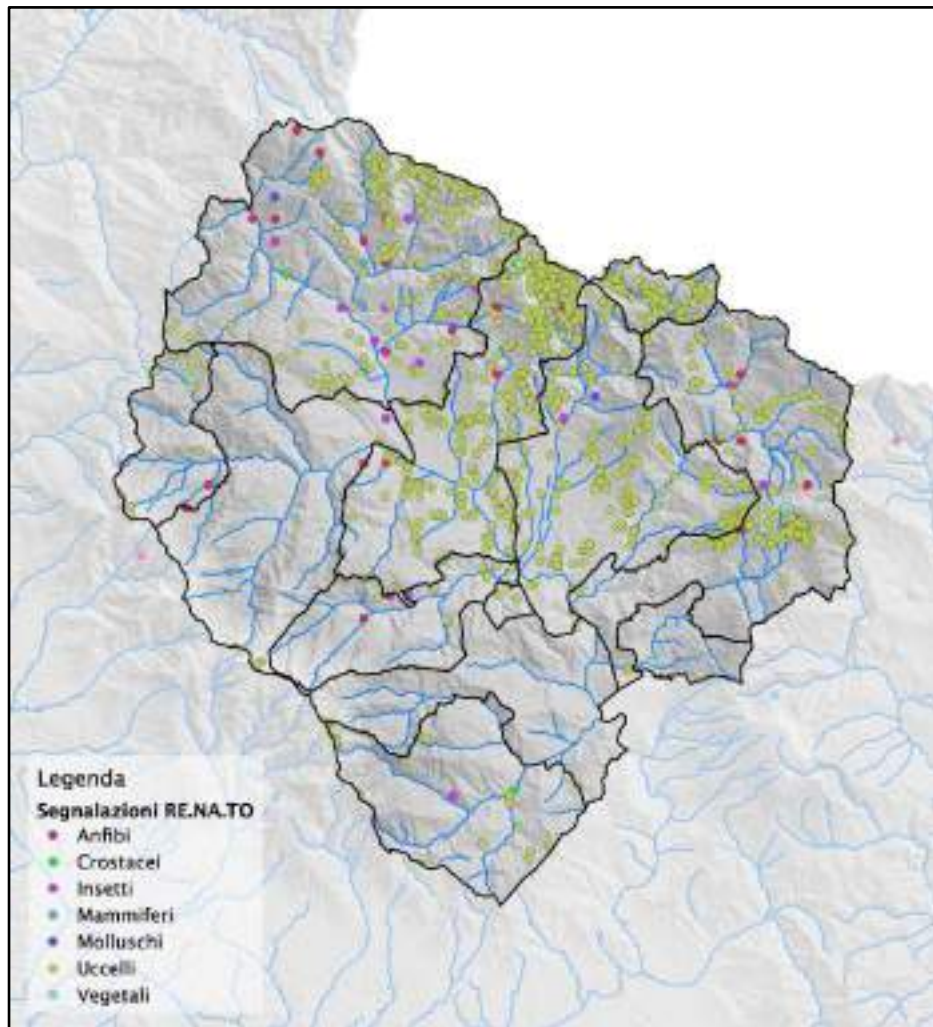 Legenda
Segnalazioni RE.NA.TO
Anfibi
Crostacei
Insetti
Mammiferi
Molluschi
Uccelli
Vegetali